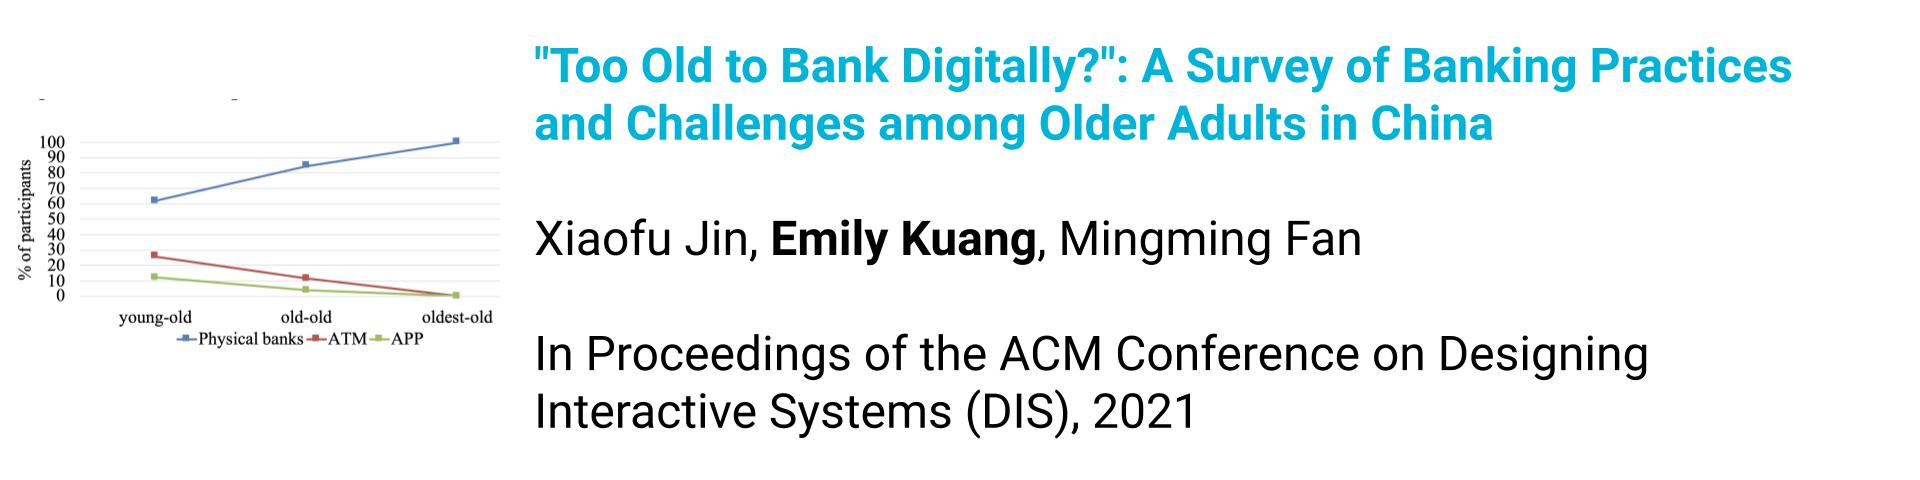 "Too Old to Bank Digitally?": A Survey of Banking Practices
and Challenges among Older Adults in China
Xiaofu Jin, Emily Kuang, Mingming Fan
In Proceedings of the ACM Conference on Designing
Interactive Systems (DIS), 2021
% of participants
100
90
80
70
60
50
40
30
20
10
0
young-old old-old oldest-old
Physical banks ATM APP